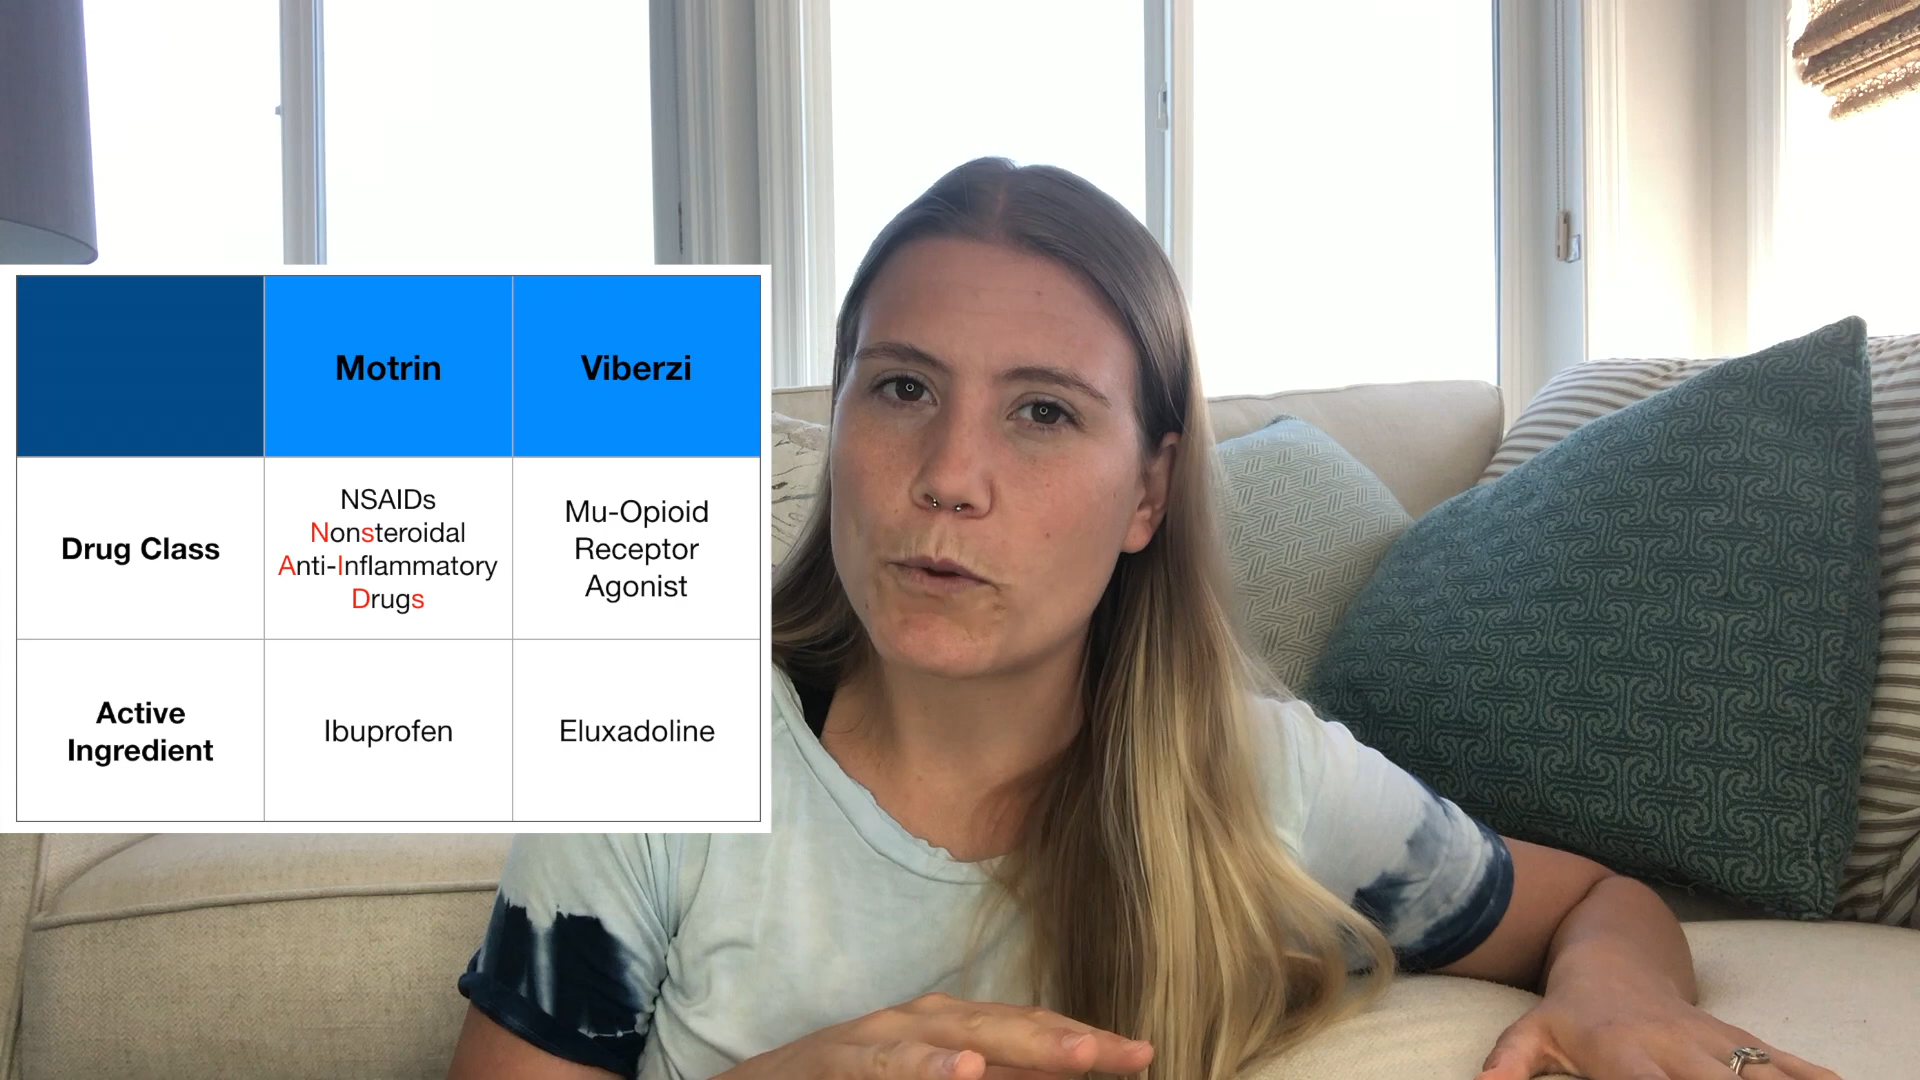 Motrin
Viberzi
Drug Class
NSAIDs
Nonsteroidal
Anti-Inflammatory
Drugs
Mu-Opioid
Receptor
Agonist
Active
Ingredient
Ibuprofen
Eluxadoline